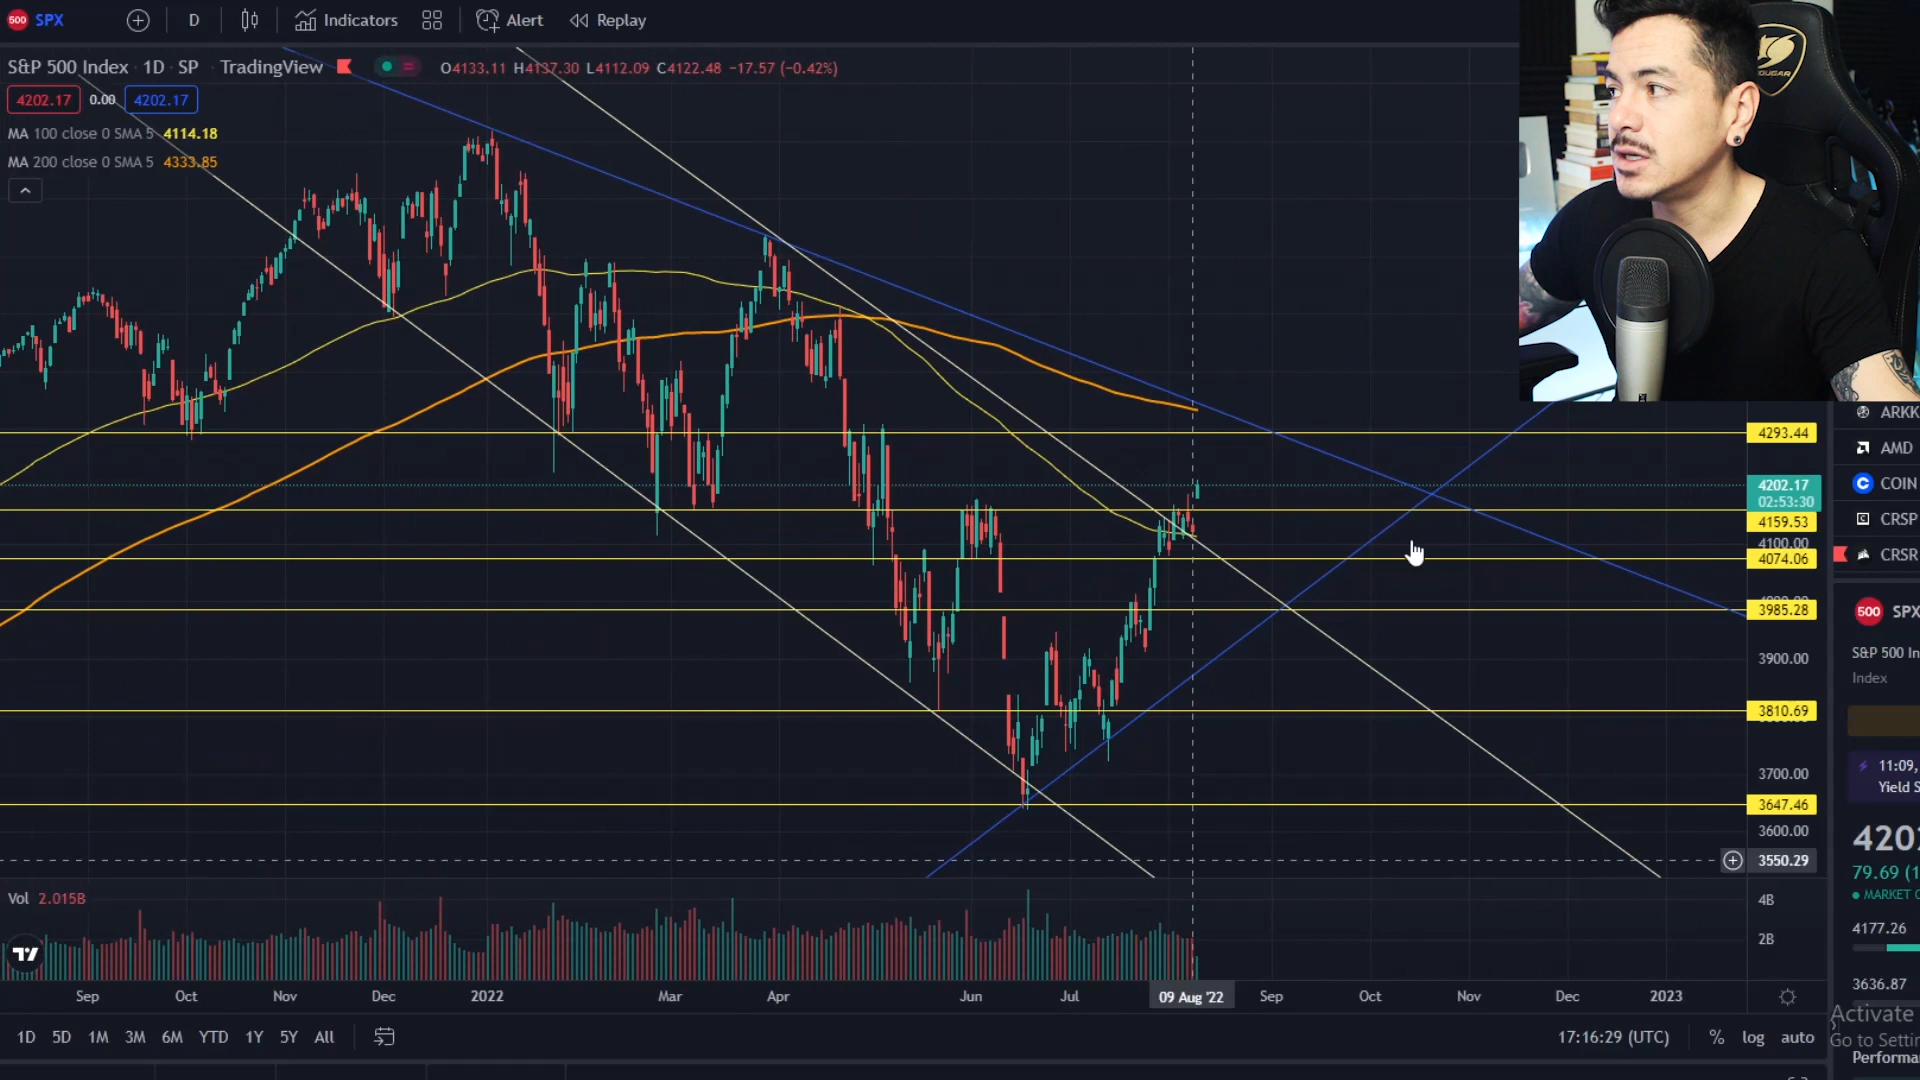 500 SPX D Indicators Alert Replay
S&P 500 Index · 1D · SP · TradingView O4133.11 H4137.30 L4112.09 C4122.48 −17.57 (−0.42%)
4202.17 0.00 4202.17
MA 100 close 0 SMA 5 4114.18
MA 200 close 0 SMA 5 4333.85
COUGAR
ARKK
4293.44
AMD
4202.17
02:53:30
COIN
4159.53
CRSP
4100.00
4074.06
CRSR
3985.28
500 SPX
S&P 500 In
Index
3900.00
3810.69
3700.00
11:09,
Yield S
3647.46
3600.00
4202
3550.29
79.69 (1
MARKET O
Vol 2.015B
4B
4177.26
2B
3636.87
Sep Oct Nov Dec 2022 Mar Apr Jun Jul 09 Aug '22 Sep Oct Nov Dec 2023
Activate
1D 5D 1M 3M 6M YTD 1Y 5Y All 17:16:29 (UTC) % log auto
Go to Settin
Performa